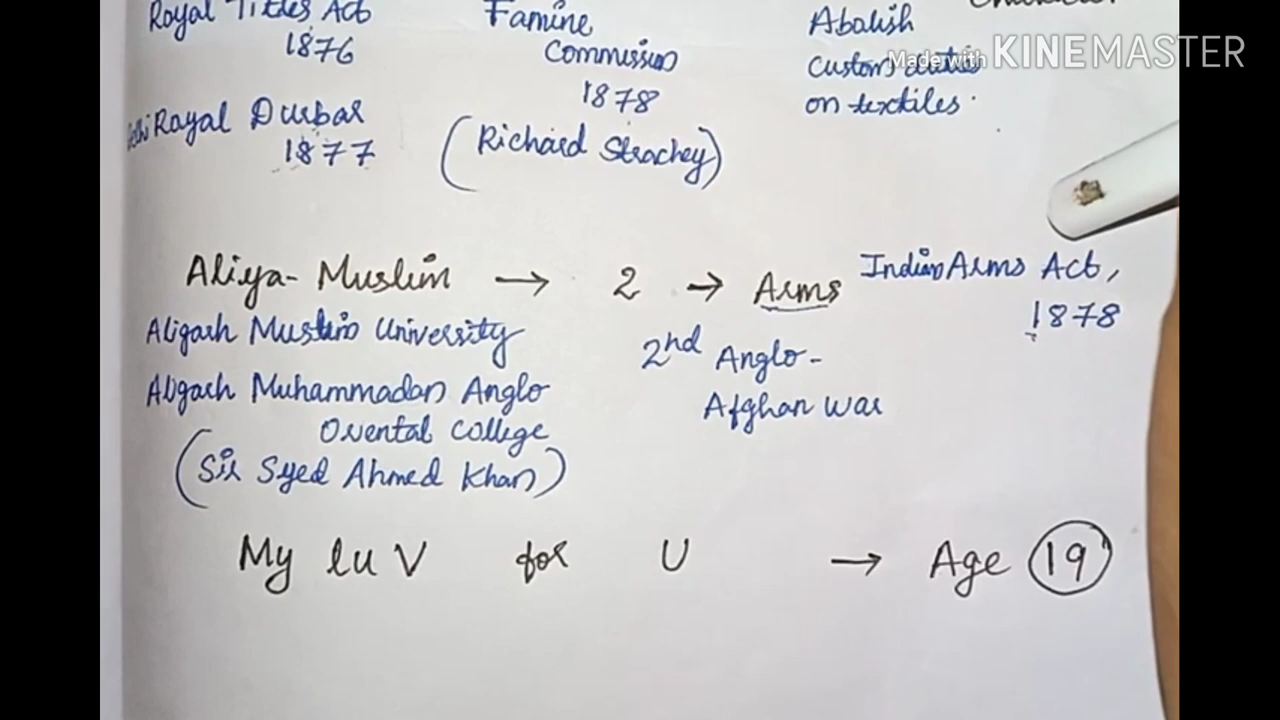 Royal Titles Act
1876
Famine
Commission
1878
(Richard Strachey)
Abolish
Custom duties
on textiles.
Delhi Royal Durbar
1877
Made with KINEMASTER
Aliya- Muslim → 2 → Arms
Indian Arms Act,
1878
Aligarh Muslim University
Aligarh Muhammadan Anglo
Oriental College
(Sir Syed Ahmed Khan)
2nd Anglo-
Afghan War
My luV for U → Age 19